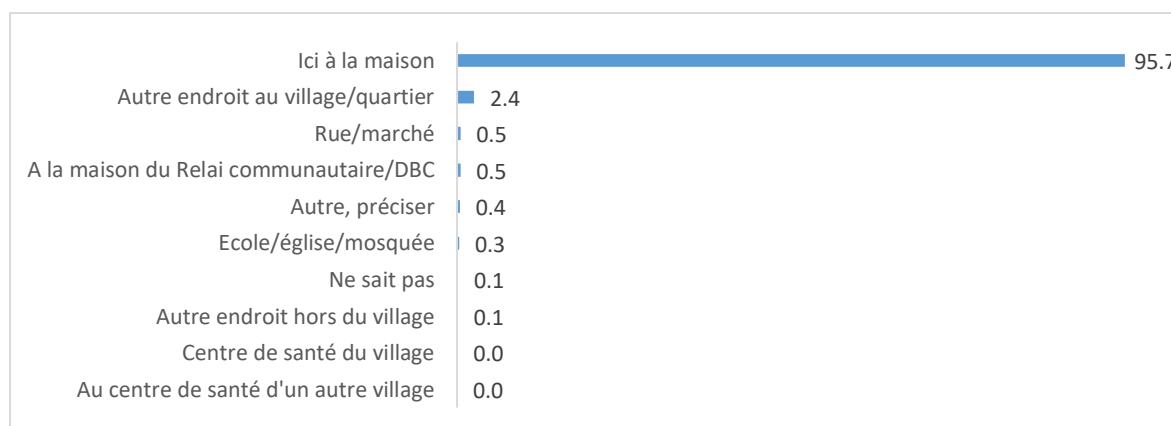 Ici à la maison 95.7
Autre endroit au village/quartier 2.4
Rue/marché 0.5
A la maison du Relai communautaire/DBC 0.5
Autre, préciser 0.4
Ecole/église/mosquée 0.3
Ne sait pas 0.1
Autre endroit hors du village 0.1
Centre de santé du village 0.0
Au centre de santé d'un autre village 0.0